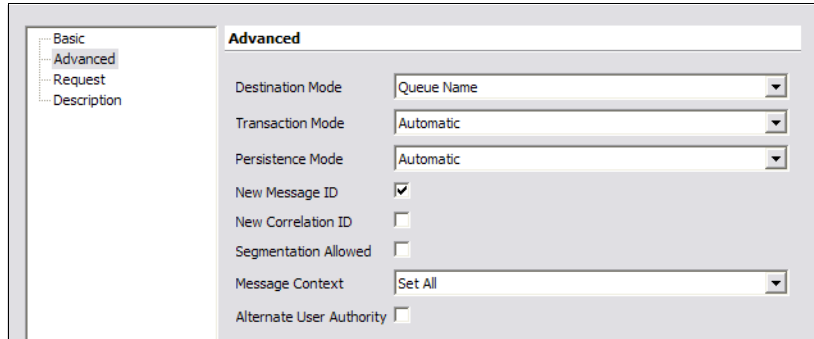 Basic
Advanced
Request
Description
Advanced
Destination Mode Queue Name
Transaction Mode Automatic
Persistence Mode Automatic
New Message ID
New Correlation ID
Segmentation Allowed
Message Context Set All
Alternate User Authority